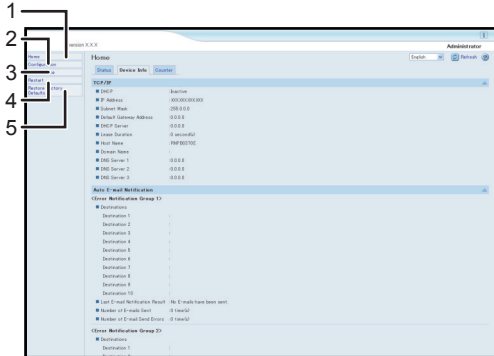 1
2
3
4
5
version X.X.X
Administrator
Home
Restart
Restore Factory
Defaults
Home
English
Refresh
Status
Device Info
Counter
TCP/IP
DHCP :Inactive
IP Address :XXX.XXX.XXX.XXX
Subnet Mask :255.0.0.0
Default Gateway Address :0.0.0.0
DHCP Server :0.0.0.0
Lease Duration :0 second(s)
Host Name
Domain Name :
DNS Server 1 :0.0.0.0
DNS Server 2 :0.0.0.0
DNS Server 3 :0.0.0.0
Auto E-mail Notification
<Error Notification Group 1>
Destinations
Destination 1 :
Destination 2 :
Destination 3 :
Destination 4 :
Destination 5 :
Destination 6 :
Destination 7 :
Destination 8 :
Destination 9 :
Destination 10 :
Last E-mail Notification Result :No E-mails have been sent.
Number of E-mails Sent :0 time(s)
Number of E-mail Send Errors :0 time(s)
<Error Notification Group 2>
Destinations
Destination 1 :